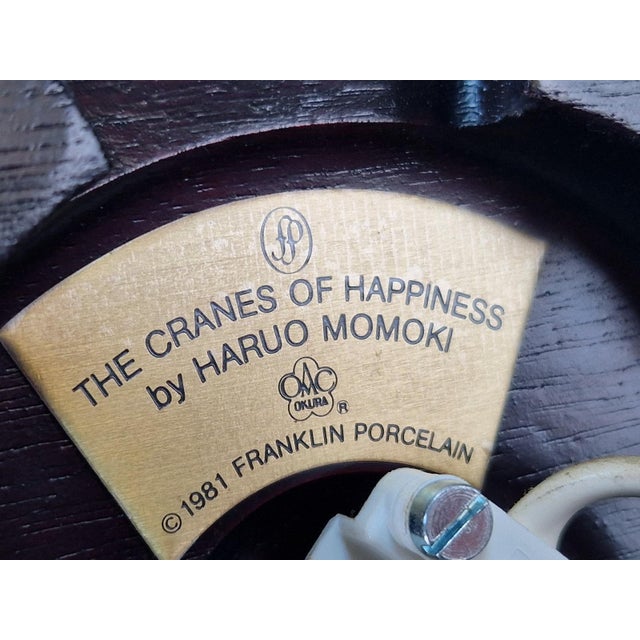 fP
THE CRANES OF HAPPINESS
by HARUO MOMOKI
OMC
OKURA ®
© 1981 FRANKLIN PORCELAIN